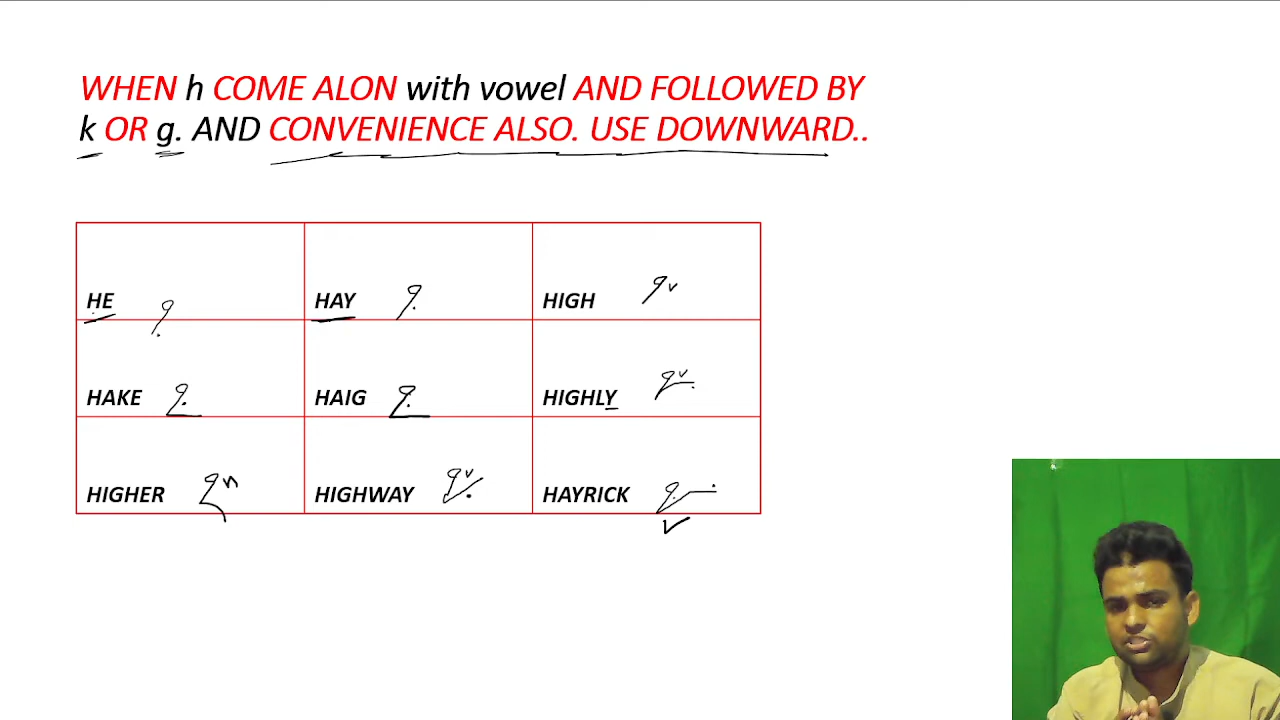 WHEN h COME ALON with vowel AND FOLLOWED BY
k OR g. AND CONVENIENCE ALSO. USE DOWNWARD..
HE
HAY
HIGH
HAKE
HAIG
HIGHLY
HIGHER
HIGHWAY
HAYRICK